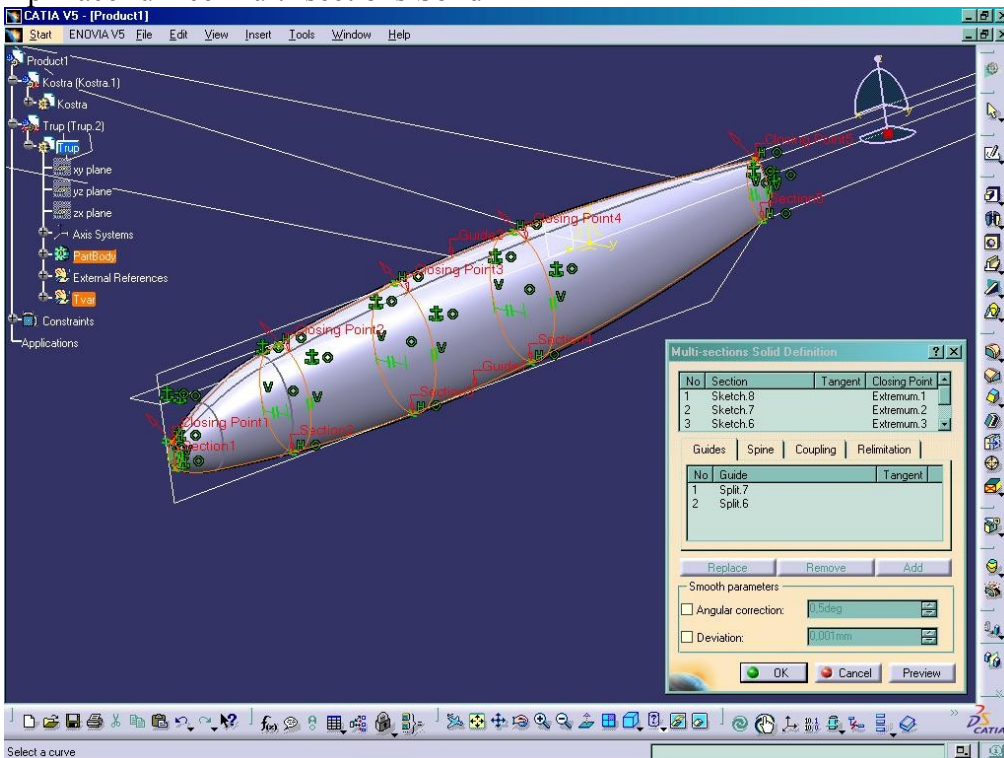 CATIA V5 - [Product1]
Start ENOVIA V5 File Edit View Insert Tools Window Help
Product1
Kostra (Kostra.1)
Kostra
Trup (Trup.2)
Trup
xy plane
yz plane
zx plane
Axis Systems
PartBody
External References
Tvar
Constraints
Applications
Closing Point5
Closing Point4
Guide2
Closing Point3
Closing Point2
Closing Point1
Section1
Multi-sections Solid Definition
No Section Tangent Closing Point
1 Sketch.8 Extremum.1
2 Sketch.7 Extremum.2
3 Sketch.6 Extremum.3
Guides Spine Coupling Relimitation
No Guide Tangent
1 Split.7
2 Split.6
Replace Remove Add
Smooth parameters
Angular correction: 0,5deg
Deviation: 0,001mm
OK Cancel Preview
CATIA
Select a curve